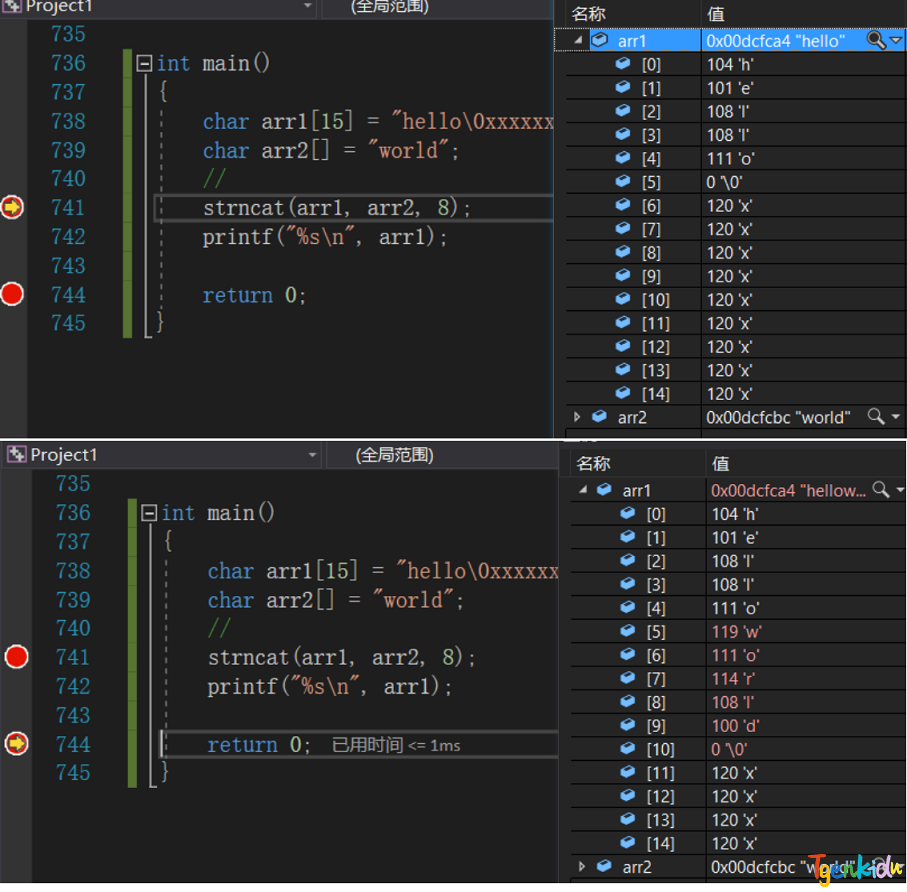 Project1 (全局范围)
735
736 int main()
737 {
738 char arr1[15] = "hello\0xxxxxx
739 char arr2[] = "world";
740 //
741 strncat(arr1, arr2, 8);
742 printf("%s\n", arr1);
743
744 return 0;
745 }
名称 值
arr1 0x00dcfca4 "hello"
[0] 104 'h'
[1] 101 'e'
[2] 108 'l'
[3] 108 'l'
[4] 111 'o'
[5] 0 '\0'
[6] 120 'x'
[7] 120 'x'
[8] 120 'x'
[9] 120 'x'
[10] 120 'x'
[11] 120 'x'
[12] 120 'x'
[13] 120 'x'
[14] 120 'x'
arr2 0x00dcfcbc "world"
Project1 (全局范围)
735
736 int main()
737 {
738 char arr1[15] = "hello\0xxxxxx
739 char arr2[] = "world";
740 //
741 strncat(arr1, arr2, 8);
742 printf("%s\n", arr1);
743
744 return 0; 已用时间 <= 1ms
745 }
名称 值
arr1 0x00dcfca4 "hellow...
[0] 104 'h'
[1] 101 'e'
[2] 108 'l'
[3] 108 'l'
[4] 111 'o'
[5] 119 'w'
[6] 111 'o'
[7] 114 'r'
[8] 108 'l'
[9] 100 'd'
[10] 0 '\0'
[11] 120 'x'
[12] 120 'x'
[13] 120 'x'
[14] 120 'x'
arr2 0x00dcfcbc "world"
Tgenkidu